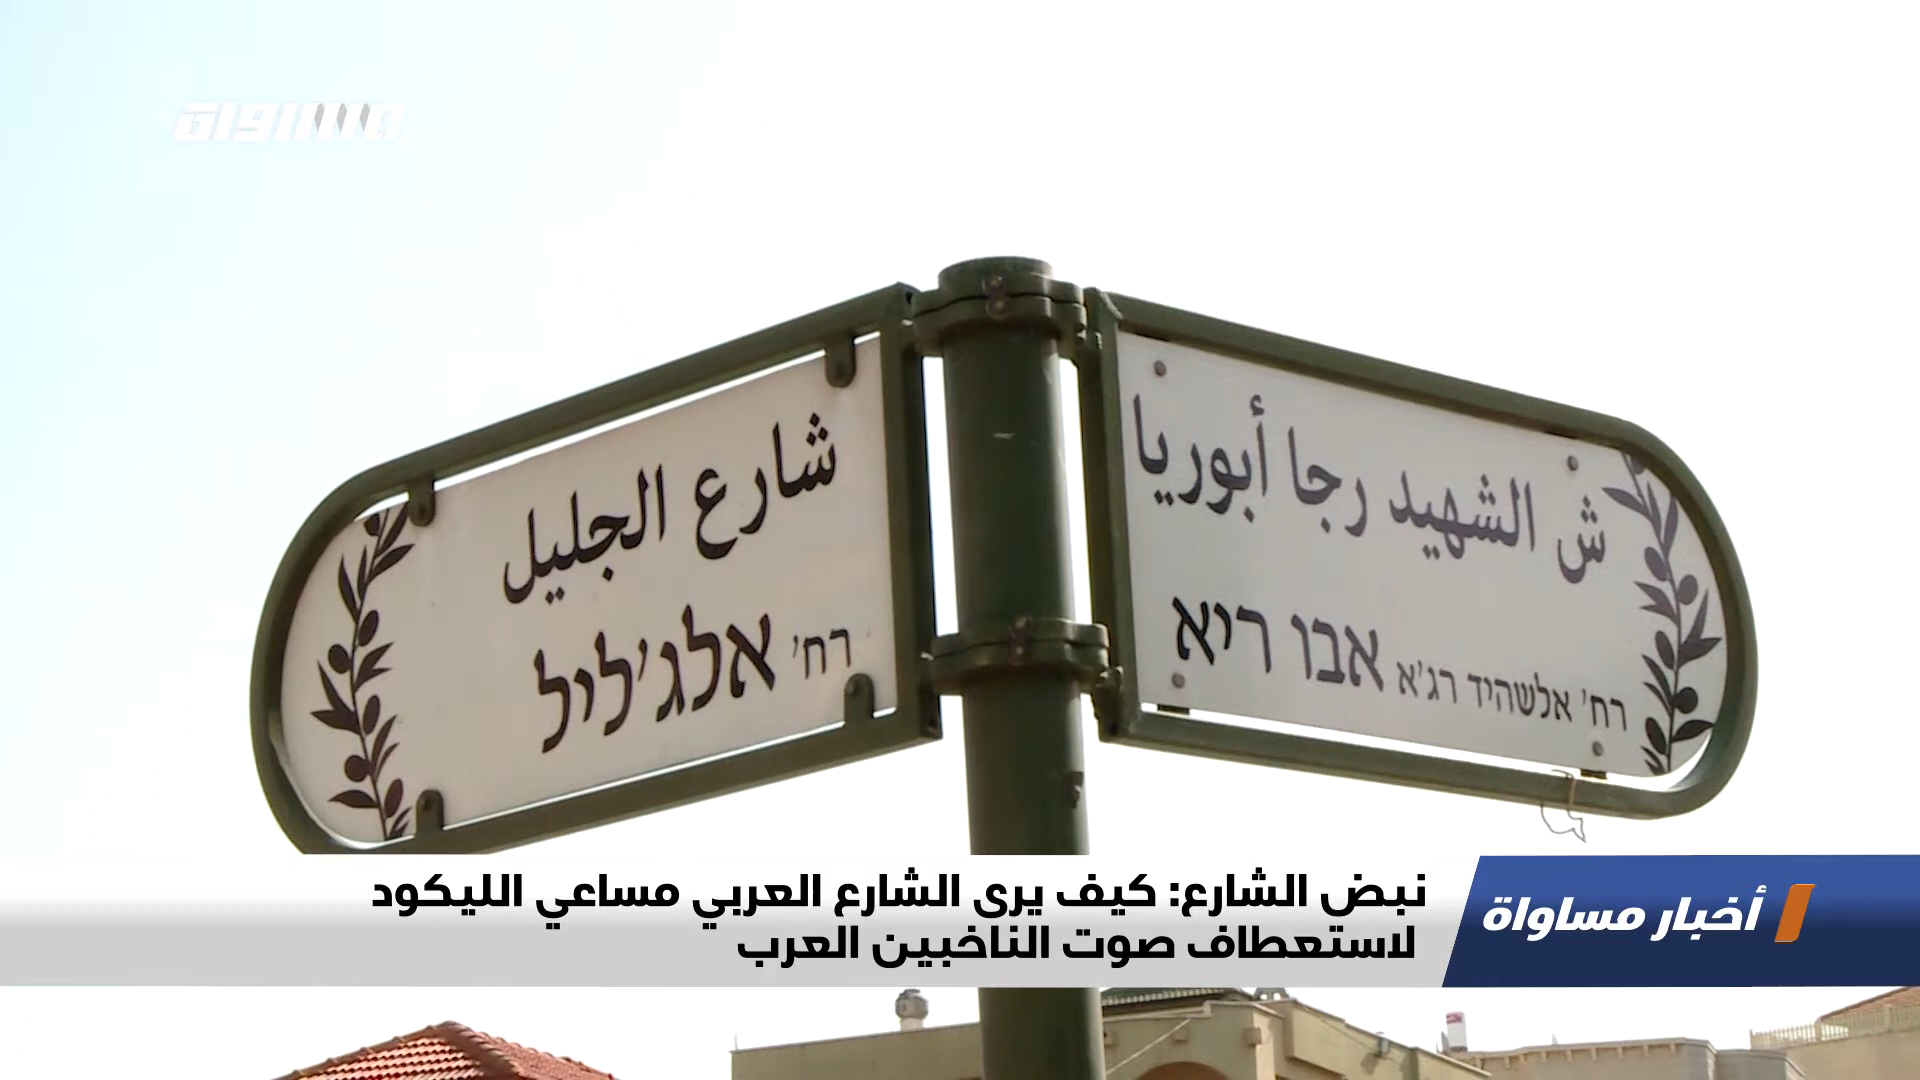 مساواة
شارع الجليل
רח' אלג'ליל
ش الشهيد رجا أبوريا
רח' אלשהיד רג'א אבו ריא
أخبار مساواة
نبض الشارع: كيف يرى الشارع العربي مساعي الليكود
لاستعطاف صوت الناخبين العرب